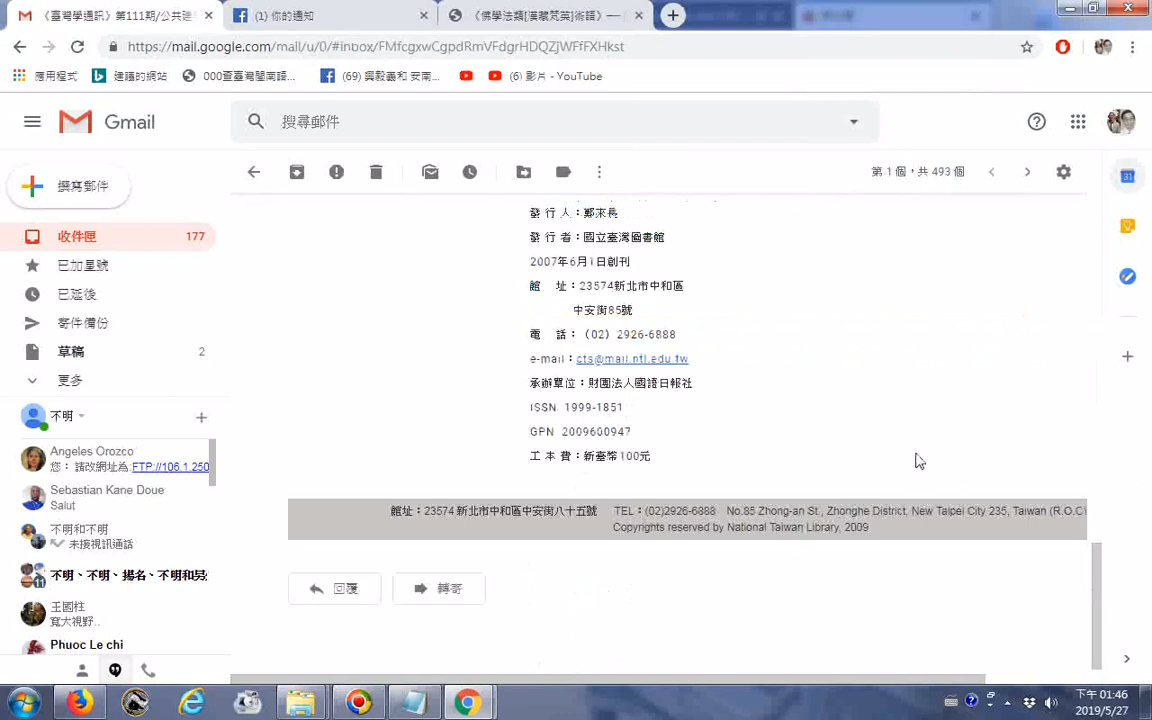 《臺灣學通訊》第111期/公共建
(1) 你的通知
《佛學法類[漢藏梵英]術語》—
https://mail.google.com/mail/u/0/#inbox/FMfcgxwCgpdRmVFdgrHDQZJWFfFXHkst
應用程式
建議的網站
000查臺灣閩南語...
(69) 與毅義和 安南...
(6) 影片 - YouTube
Gmail
搜尋郵件
撰寫郵件
第 1 個，共 493 個
收件匣 177
已加星號
已延後
寄件備份
草稿 2
更多
不明
Angeles Orozco
您： 請改網址為:FTP://106.1.250
Sebastian Kane Doue
Salut
不明和不明
未接視訊通話
不明、不明、揚名、不明和吳
11
王國柱
寬大視野..
Phuoc Le chi
發 行 人：鄭來長
發 行 者：國立臺灣圖書館
2007年6月1日創刊
館 址：23574新北市中和區
中安街85號
電 話：（02）2926-6888
e-mail：cts@mail.ntl.edu.tw
承辦單位：財團法人國語日報社
ISSN 1999-1851
GPN 2009600947
工 本 費：新臺幣100元
館址：23574 新北市中和區中安街八十五號 TEL：(02)2926-6888 No.85 Zhong-an St., Zhonghe District, New Taipei City 235, Taiwan (R.O.C)
Copyrights reserved by National Taiwan Library, 2009
回覆
轉寄
31
下午 01:46
2019/5/27